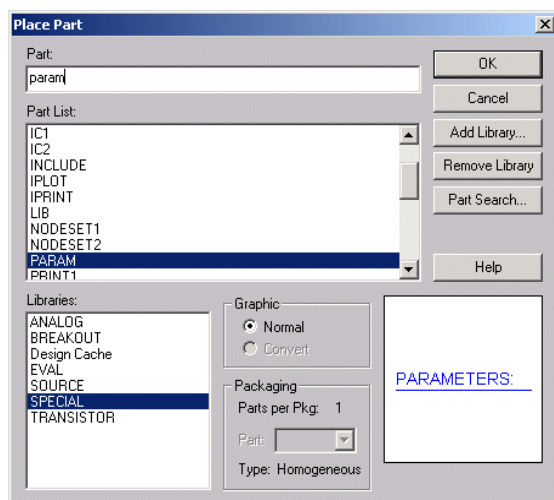 Place Part
Part:
param
OK
Cancel
Part List:
IC1
IC2
INCLUDE
IPLOT
IPRINT
LIB
NODESET1
NODESET2
PARAM
PRINT1
Add Library...
Remove Library
Part Search...
Help
Libraries:
ANALOG
BREAKOUT
Design Cache
EVAL
SOURCE
SPECIAL
TRANSISTOR
Graphic
Normal
Convert
Packaging
Parts per Pkg: 1
Part:
Type: Homogeneous
PARAMETERS: